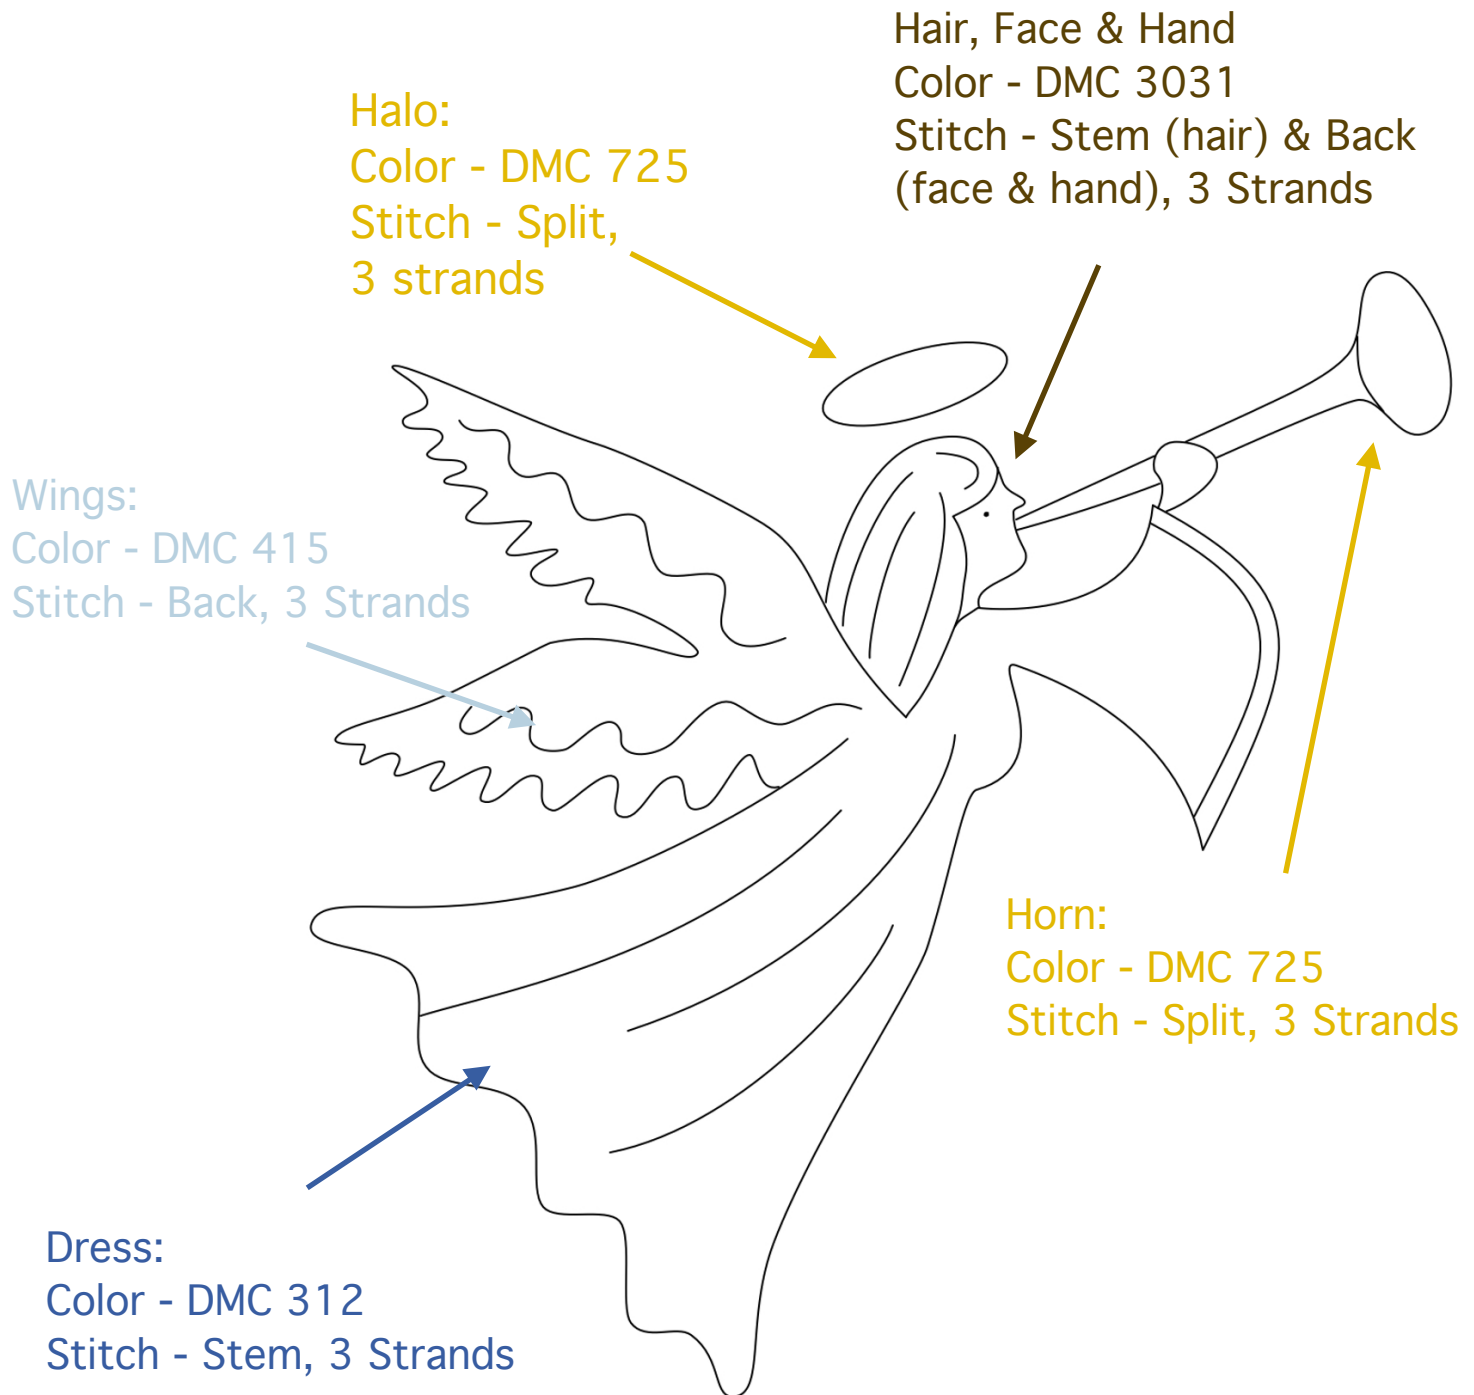 Hair, Face & Hand
Color - DMC 3031
Stitch - Stem (hair) & Back
(face & hand), 3 Strands
Halo:
Color - DMC 725
Stitch - Split,
3 strands
Wings:
Color - DMC 415
Stitch - Back, 3 Strands
Horn:
Color - DMC 725
Stitch - Split, 3 Strands
Dress:
Color - DMC 312
Stitch - Stem, 3 Strands